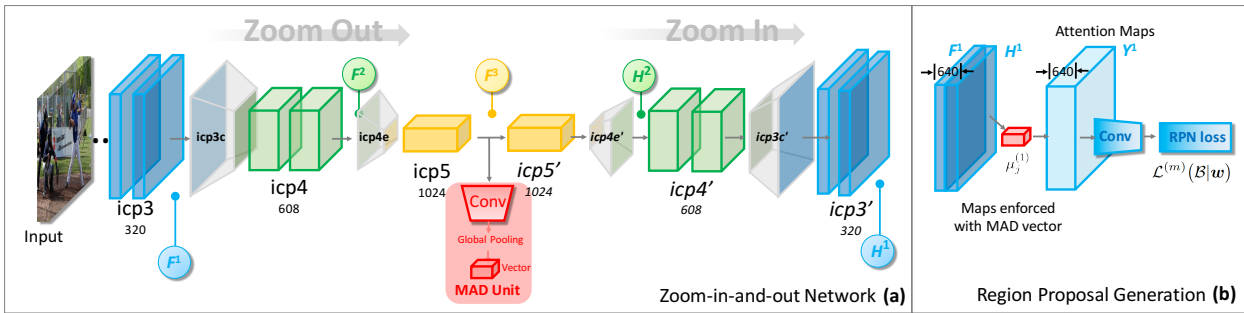 Zoom Out
Zoom In
F²
F³
H²
icp3c
icp4e
icp4e'
icp3c'
icp3
320
icp4
608
icp5
1024
icp5'
1024
icp4'
608
icp3'
320
Input
F¹
H¹
Conv
Global Pooling
Vector
MAD Unit
Zoom-in-and-out Network (a)
Attention Maps
F¹ H¹ Y¹
640
640
Conv
RPN loss
μⱼ⁽¹⁾
ℒ⁽ᵐ⁾(ℬ|w)
Maps enforced
with MAD vector
Region Proposal Generation (b)